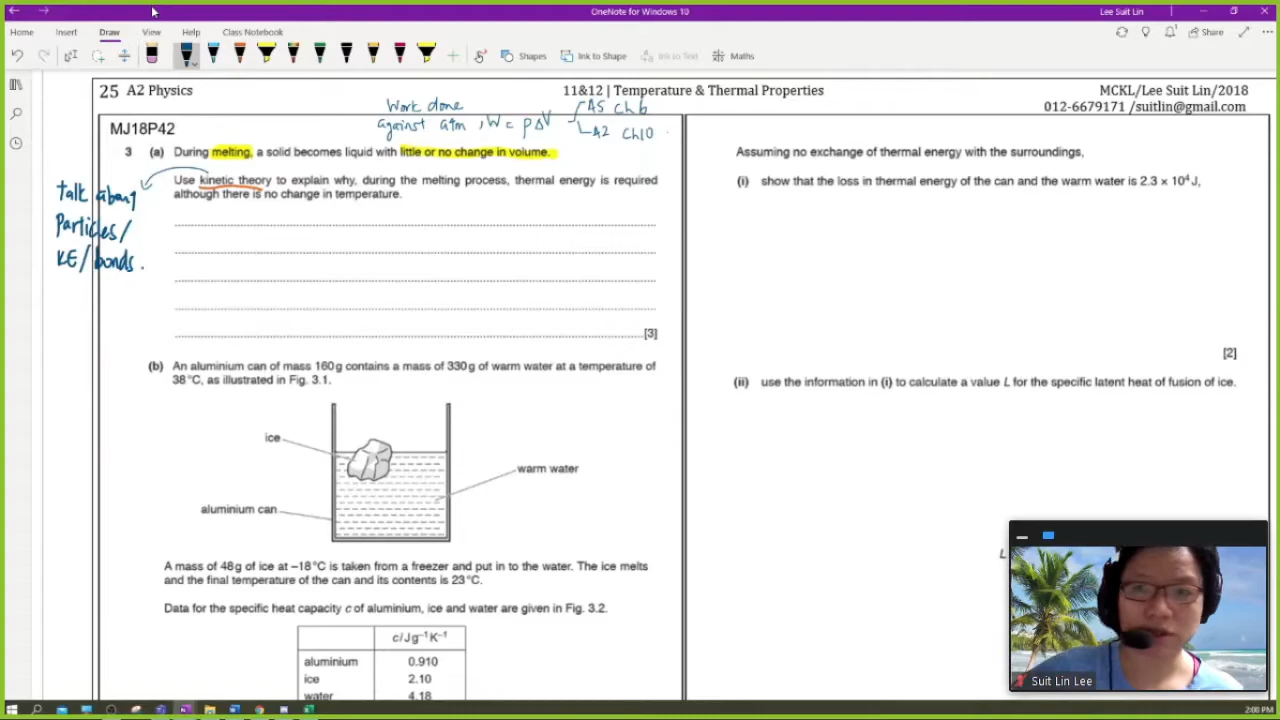 OneNote for Windows 10
Lee Suit Lin
Home Insert Draw View Help Class Notebook
Share
Shapes Ink to Shape Ink to Text Maths
25 A2 Physics
11&12 | Temperature & Thermal Properties
MCKL/Lee Suit Lin/2018
012-6679171 /suitlin@gmail.com
Work done
against atm , W = pΔV
AS Ch 6
A2 Ch10
MJ18P42
3 (a) During melting, a solid becomes liquid with little or no change in volume.
Use kinetic theory to explain why, during the melting process, thermal energy is required
although there is no change in temperature.
talk about
Particles/
KE/bonds.
[3]
(b) An aluminium can of mass 160 g contains a mass of 330 g of warm water at a temperature of
38 °C, as illustrated in Fig. 3.1.
ice
warm water
aluminium can
A mass of 48 g of ice at –18 °C is taken from a freezer and put in to the water. The ice melts
and the final temperature of the can and its contents is 23 °C.
Data for the specific heat capacity c of aluminium, ice and water are given in Fig. 3.2.
c/J g⁻¹ K⁻¹
aluminium 0.910
ice 2.10
water 4.18
Assuming no exchange of thermal energy with the surroundings,
(i) show that the loss in thermal energy of the can and the warm water is 2.3 × 10⁴ J,
[2]
(ii) use the information in (i) to calculate a value L for the specific latent heat of fusion of ice.
L
Suit Lin Lee
2:00 PM